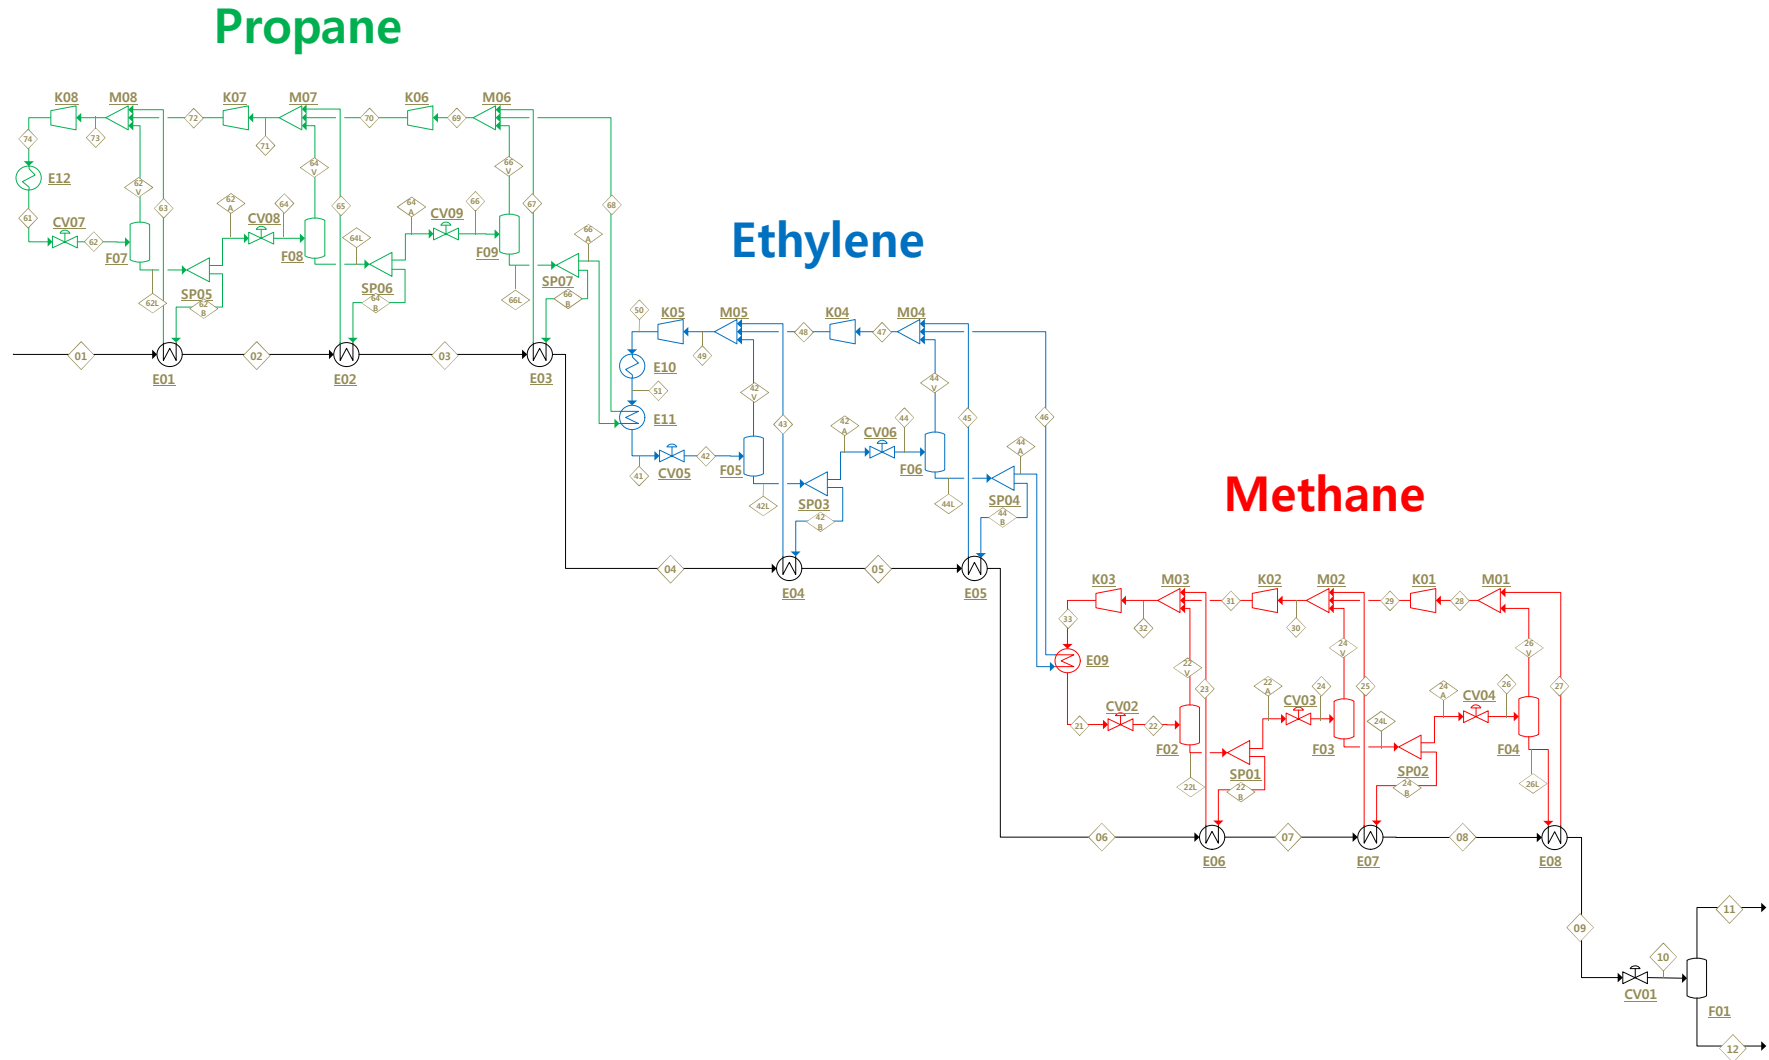 Propane
K08
M08
72
K07
M07
70
K06
69
M06
74
73
71
E12
62
V
64
V
66
V
61
CV07
62
F07
63
62
A
CV08
64
F08
65
64
A
CV09
66
F09
67
68
64L
66
A
62L
SP05
62
B
SP06
64
B
66L
SP07
66
B
01
E01
02
E02
03
E03
Ethylene
50
K05
M05
48
K04
47
M04
49
E10
51
E11
42
V
44
V
43
42
A
CV06
44
45
46
44
A
41
CV05
42
F05
F06
42L
SP03
42
B
44L
SP04
44
B
04
E04
05
E05
Methane
K03
M03
31
K02
M02
29
K01
28
M01
33
32
30
E09
22
V
24
V
26
V
23
22
A
CV03
24
25
24
A
CV04
26
27
21
CV02
22
F02
F03
24L
F04
22L
SP01
22
B
SP02
24
B
26L
06
E06
07
E07
08
E08
09
11
10
CV01
F01
12